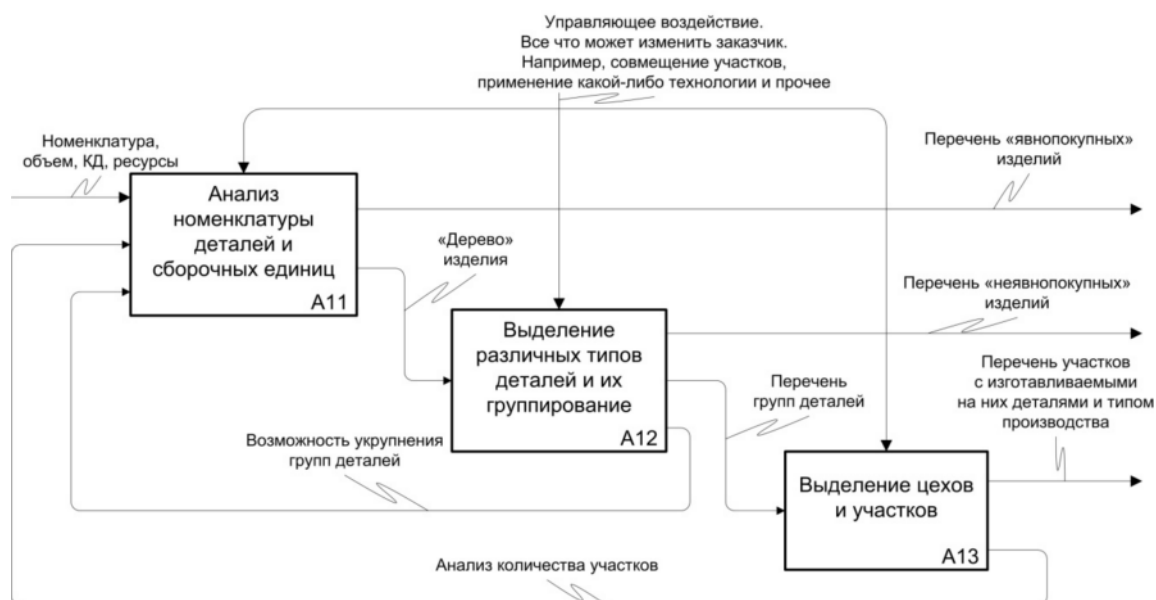 Управляющее воздействие.
Все что может изменить заказчик.
Например, совмещение участков,
применение какой-либо технологии и прочее
Номенклатура,
объем, КД, ресурсы
Перечень «явнопокупных»
изделий
Анализ
номенклатуры
деталей и
сборочных единиц
А11
«Дерево»
изделия
Перечень «неявнопокупных»
изделий
Выделение
различных типов
деталей и их
группирование
А12
Перечень участков
с изготавливаемыми
на них деталями и типом
производства
Перечень
групп деталей
Возможность укрупнения
групп деталей
Выделение цехов
и участков
А13
Анализ количества участков